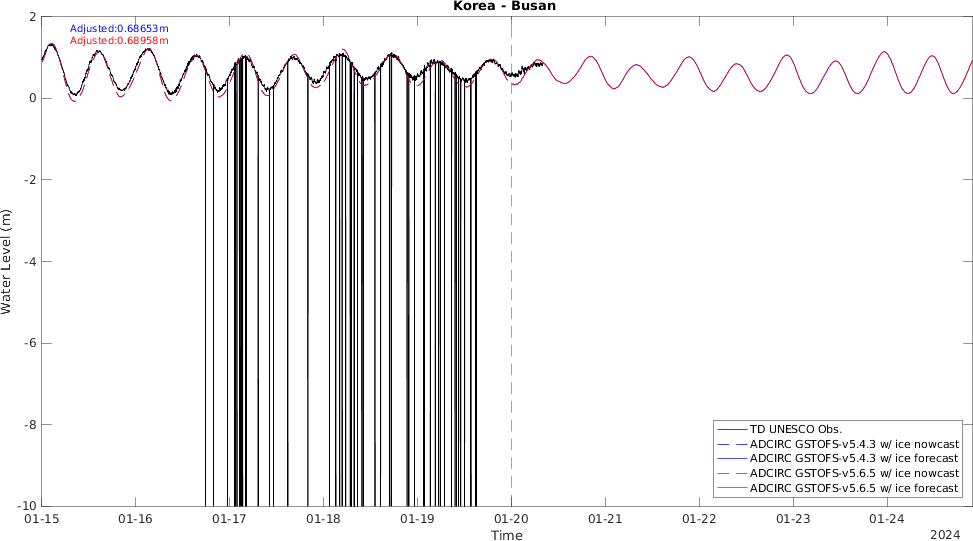 Korea - Busan
Adjusted:0.68653m
Adjusted:0.68958m
2
0
-2
-4
-6
-8
-10
Water Level (m)
01-15 01-16 01-17 01-18 01-19 01-20 01-21 01-22 01-23 01-24
Time
2024
TD UNESCO Obs.
ADCIRC GSTOFS-v5.4.3 w/ ice nowcast
ADCIRC GSTOFS-v5.4.3 w/ ice forecast
ADCIRC GSTOFS-v5.6.5 w/ ice nowcast
ADCIRC GSTOFS-v5.6.5 w/ ice forecast